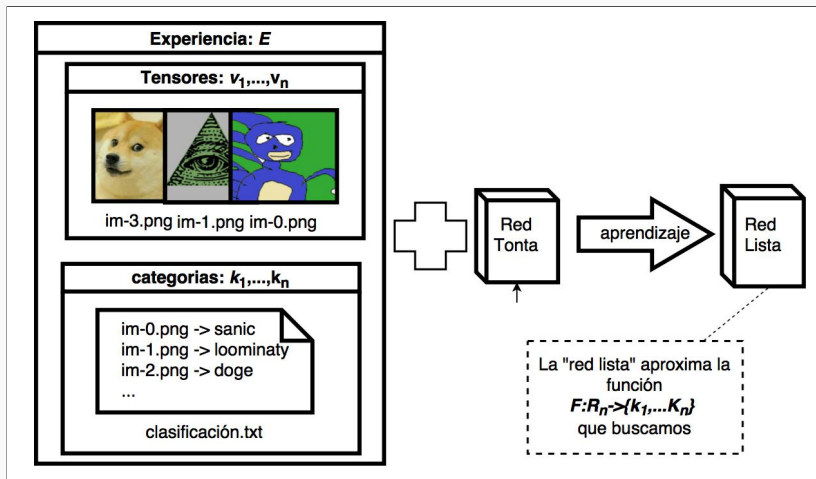 Experiencia: E
Tensores: v1,...,vn
im-3.png im-1.png im-0.png
categorias: k1,...,kn
im-0.png -> sanic
im-1.png -> loominaty
im-2.png -> doge
...
clasificación.txt
Red
Tonta
aprendizaje
Red
Lista
La "red lista" aproxima la
función
F:Rn->{k1,...Kn}
que buscamos